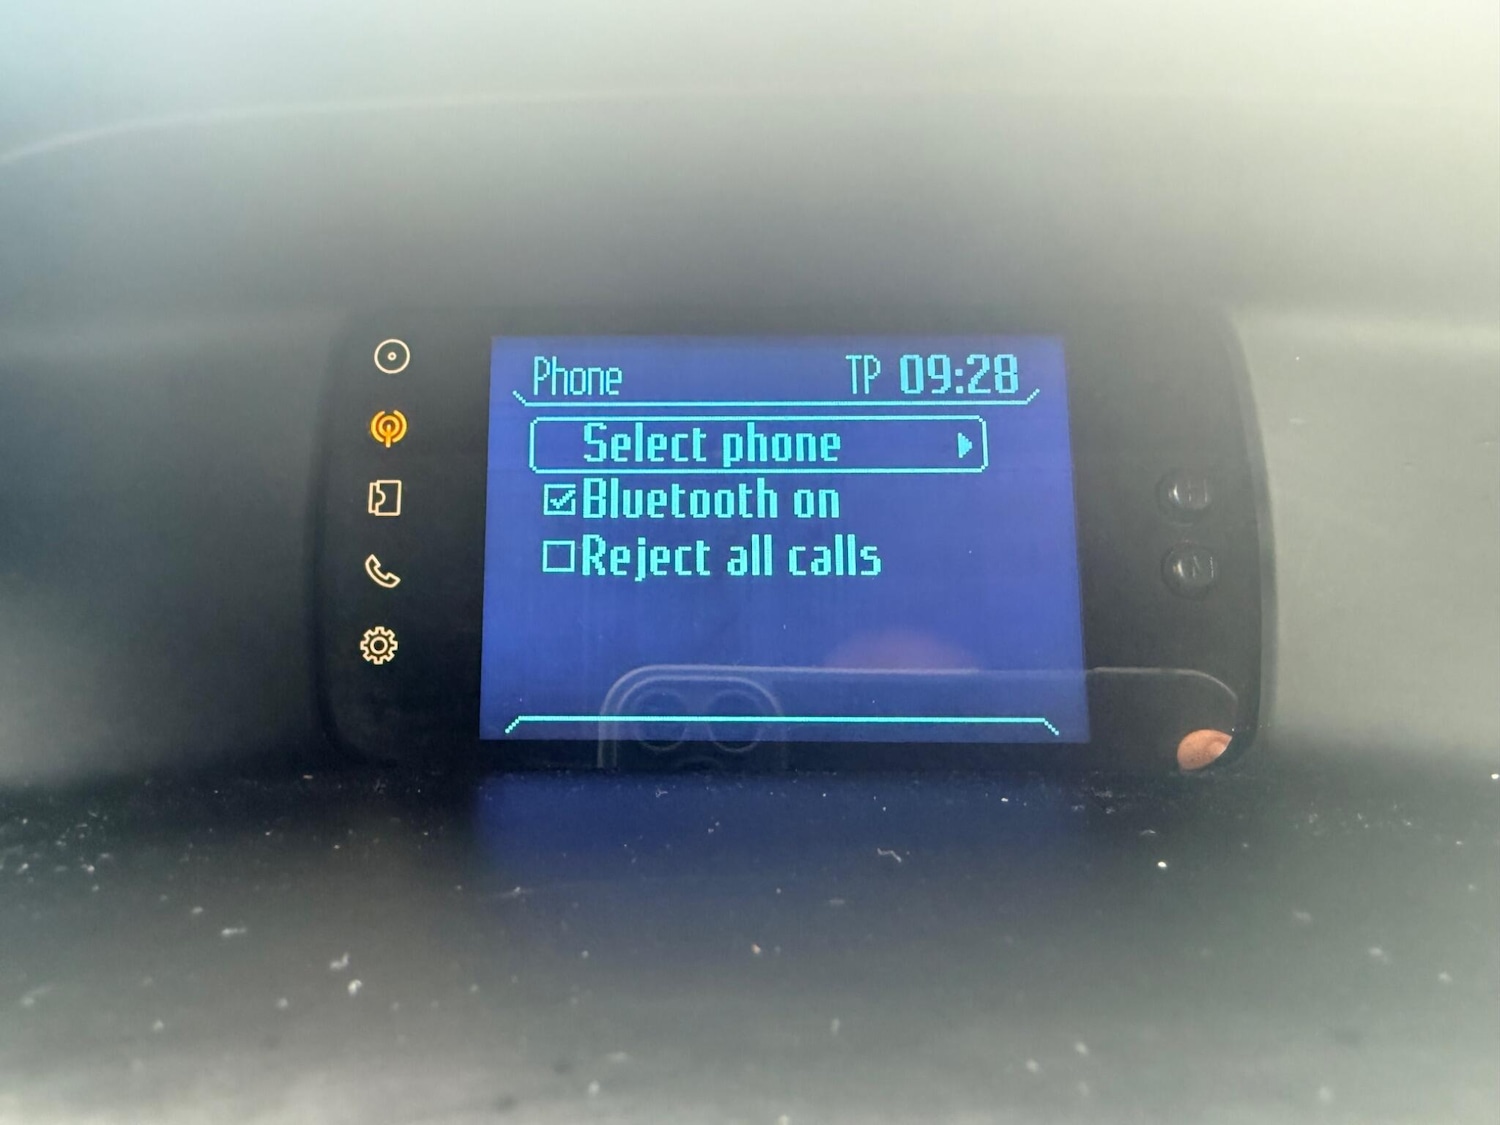 Phone TP 09:28
Select phone
Bluetooth on
Reject all calls